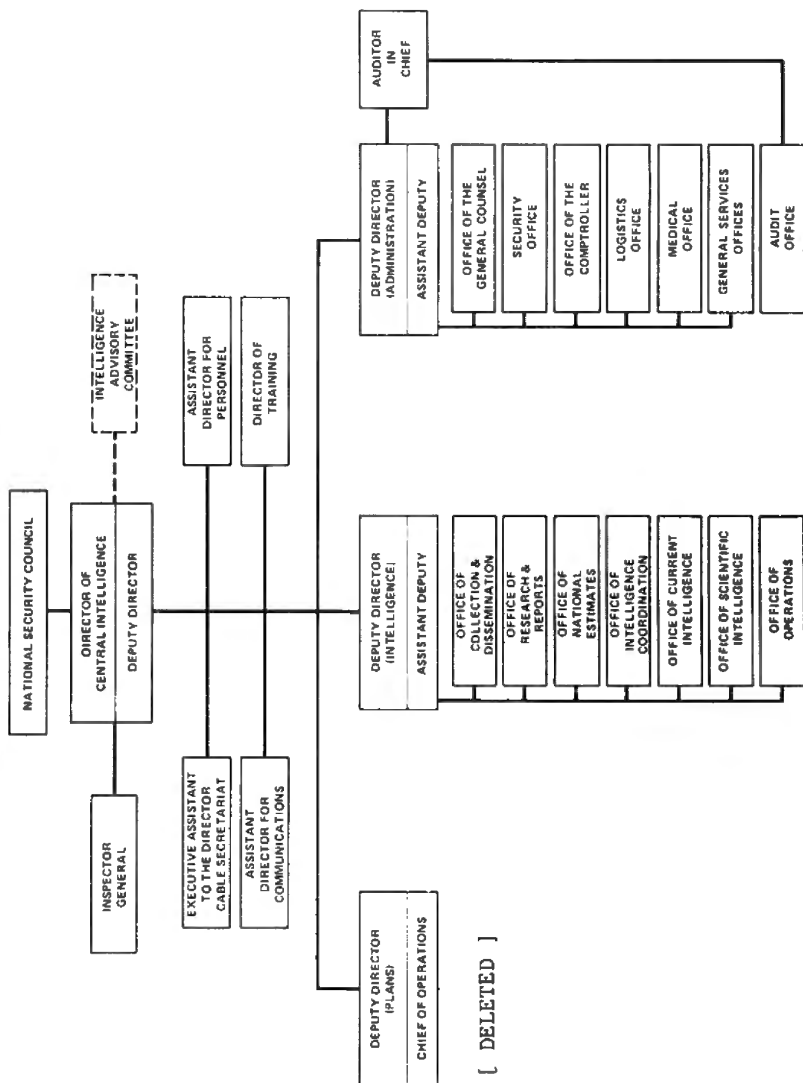 NATIONAL SECURITY COUNCIL
DIRECTOR OF
CENTRAL INTELLIGENCE
DEPUTY DIRECTOR
INTELLIGENCE
ADVISORY
COMMITTEE
INSPECTOR
GENERAL
EXECUTIVE ASSISTANT
TO THE DIRECTOR
CABLE SECRETARIAT
ASSISTANT
DIRECTOR FOR
PERSONNEL
ASSISTANT
DIRECTOR FOR
COMMUNICATIONS
DIRECTOR OF
TRAINING
DEPUTY DIRECTOR
(PLANS)
CHIEF OF OPERATIONS
[ DELETED ]
DEPUTY DIRECTOR
(INTELLIGENCE)
ASSISTANT DEPUTY
OFFICE OF
COLLECTION &
DISSEMINATION
OFFICE OF
RESEARCH &
REPORTS
OFFICE OF
NATIONAL
ESTIMATES
OFFICE OF
INTELLIGENCE
COORDINATION
OFFICE OF CURRENT
INTELLIGENCE
OFFICE OF SCIENTIFIC
INTELLIGENCE
OFFICE OF
OPERATIONS
DEPUTY DIRECTOR
(ADMINISTRATION)
ASSISTANT DEPUTY
AUDITOR
IN
CHIEF
OFFICE OF THE
GENERAL COUNSEL
SECURITY
OFFICE
OFFICE OF THE
COMPTROLLER
LOGISTICS
OFFICE
MEDICAL
OFFICE
GENERAL SERVICES
OFFICES
AUDIT
OFFICE